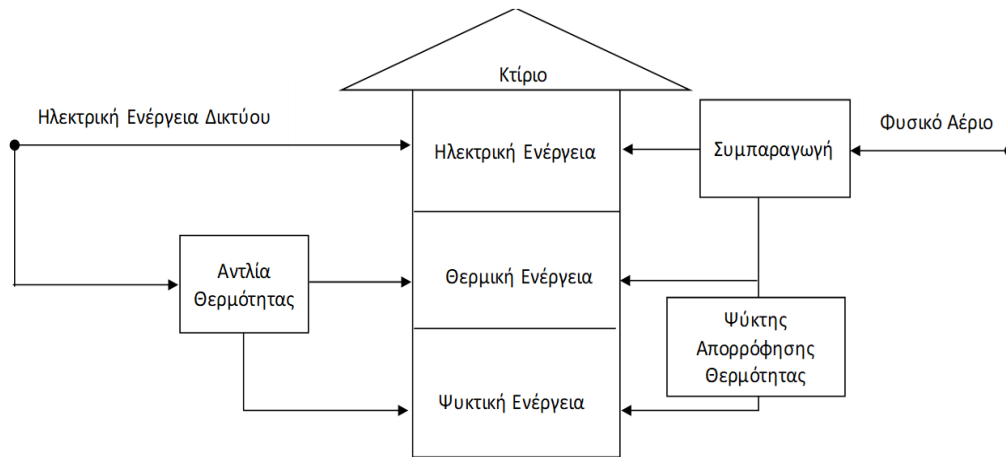 Κτίριο
Ηλεκτρική Ενέργεια Δικτύου
Φυσικό Αέριο
Ηλεκτρική Ενέργεια
Συμπαραγωγή
Αντλία
Θερμότητας
Θερμική Ενέργεια
Ψύκτης
Απορρόφησης
Θερμότητας
Ψυκτική Ενέργεια